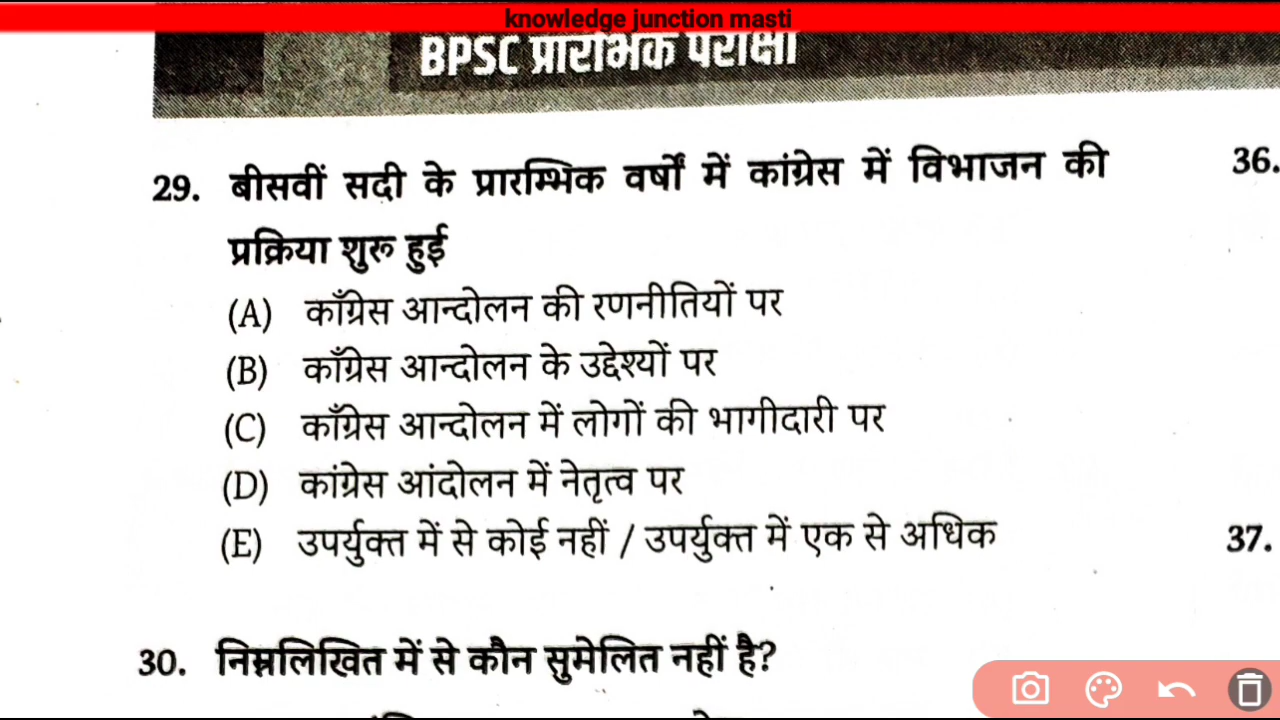 knowledge junction masti
BPSC प्रारंभिक परीक्षा
29. बीसवीं सदी के प्रारम्भिक वर्षों में कांग्रेस में विभाजन की
प्रक्रिया शुरू हुई
(A) काँग्रेस आन्दोलन की रणनीतियों पर
(B) काँग्रेस आन्दोलन के उद्देश्यों पर
(C) काँग्रेस आन्दोलन में लोगों की भागीदारी पर
(D) कांग्रेस आंदोलन में नेतृत्व पर
(E) उपर्युक्त में से कोई नहीं / उपर्युक्त में एक से अधिक
30. निम्नलिखित में से कौन सुमेलित नहीं है?
36.
37.